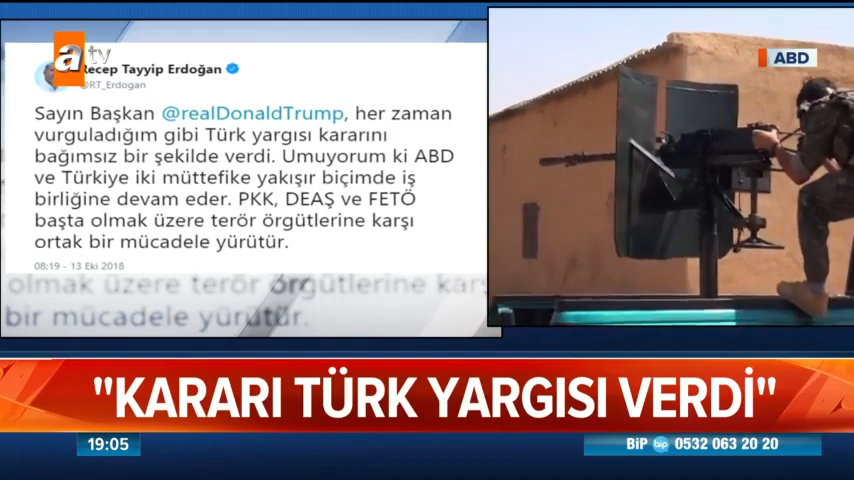 atv
Recep Tayyip Erdoğan
@RT_Erdogan
Sayın Başkan @realDonaldTrump, her zaman
vurguladığım gibi Türk yargısı kararını
bağımsız bir şekilde verdi. Umuyorum ki ABD
ve Türkiye iki müttefike yakışır biçimde iş
birliğine devam eder. PKK, DEAŞ ve FETÖ
başta olmak üzere terör örgütlerine karşı
ortak bir mücadele yürütür.
08:19 - 13 Eki 2018
olmak üzere terör örgütlerine karş
bir mücadele yürütür.
ABD
"KARARI TÜRK YARGISI VERDİ"
19:05
BiP bip 0532 063 20 20